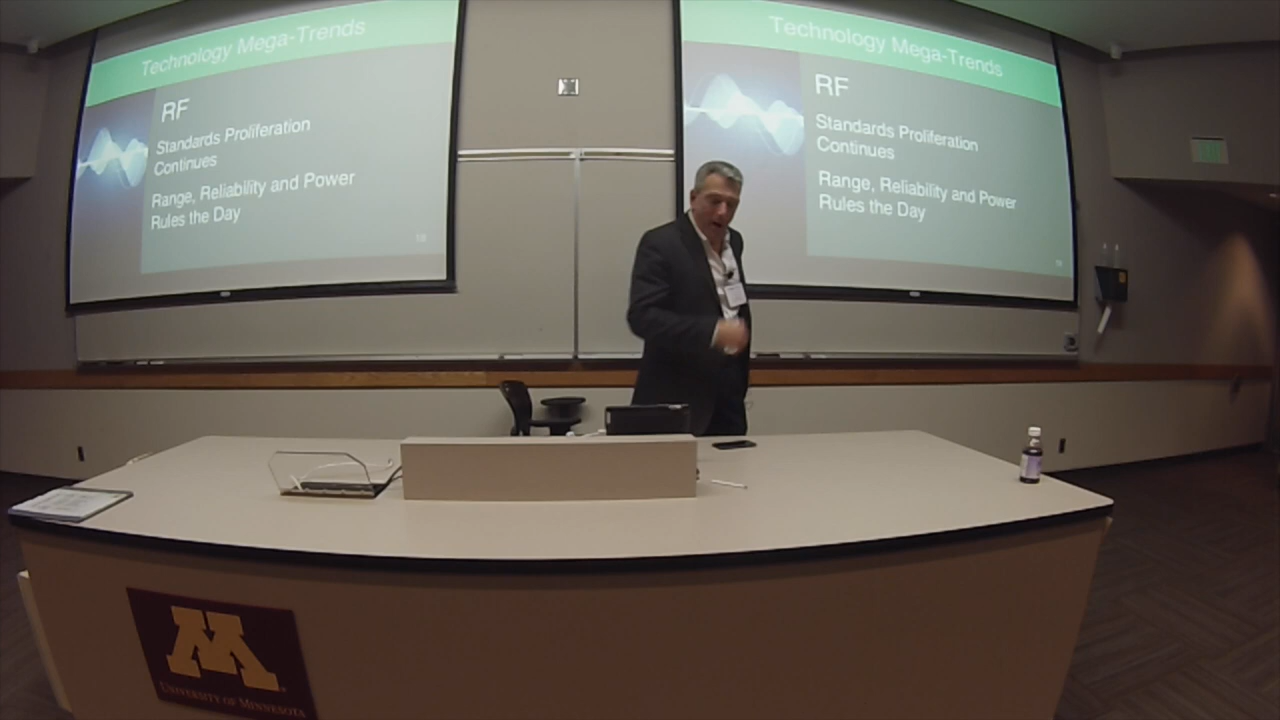 Technology Mega-Trends
RF
Standards Proliferation
Continues
Range, Reliability and Power
Rules the Day
Technology Mega-Trends
RF
Standards Proliferation
Continues
Range, Reliability and Power
Rules the Day
M
UNIVERSITY OF MINNESOTA